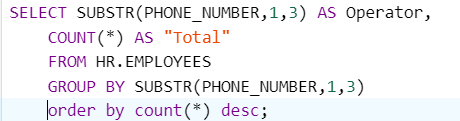 SELECT SUBSTR(PHONE_NUMBER,1,3) AS Operator,
COUNT(*) AS "Total"
FROM HR.EMPLOYEES
GROUP BY SUBSTR(PHONE_NUMBER,1,3)
order by count(*) desc;